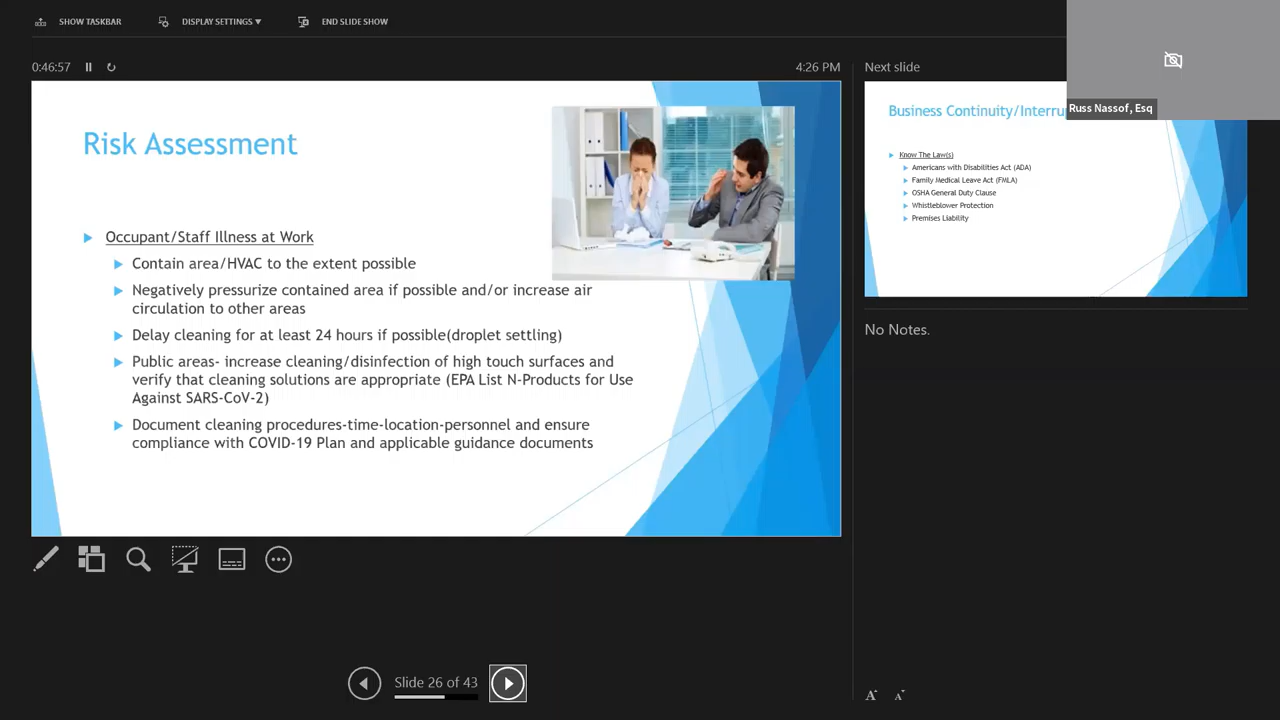 SHOW TASKBAR
DISPLAY SETTINGS
END SLIDE SHOW
0:46:57
4:26 PM
Risk Assessment
Occupant/Staff Illness at Work
Contain area/HVAC to the extent possible
Negatively pressurize contained area if possible and/or increase air
circulation to other areas
Delay cleaning for at least 24 hours if possible(droplet settling)
Public areas- increase cleaning/disinfection of high touch surfaces and
verify that cleaning solutions are appropriate (EPA List N-Products for Use
Against SARS-CoV-2)
Document cleaning procedures-time-location-personnel and ensure
compliance with COVID-19 Plan and applicable guidance documents
Slide 26 of 43
Next slide
Russ Nassof, Esq
Business Continuity/Interru
Know The Law(s)
Americans with Disabilities Act (ADA)
Family Medical Leave Act (FMLA)
OSHA General Duty Clause
Whistleblower Protection
Premises Liability
No Notes.
A A